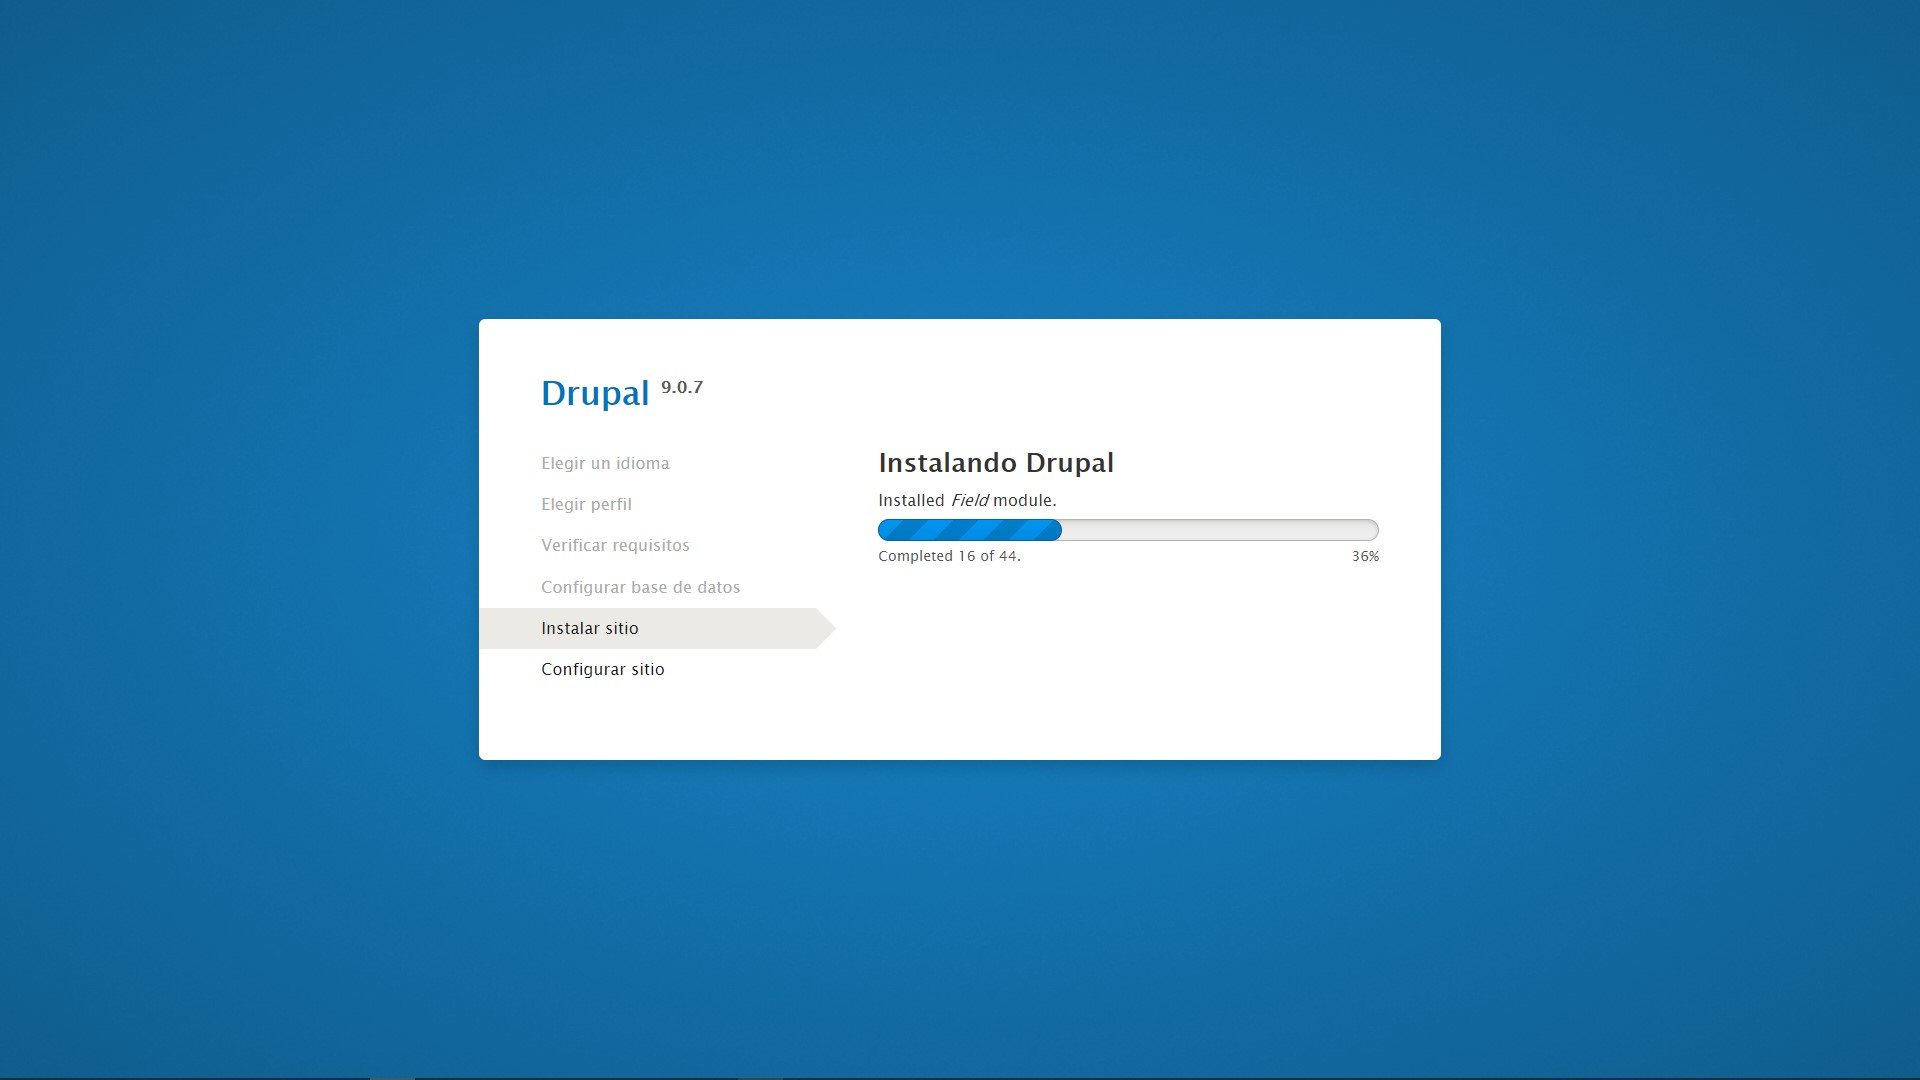 Drupal 9.0.7
Elegir un idioma
Elegir perfil
Verificar requisitos
Configurar base de datos
Instalar sitio
Configurar sitio
Instalando Drupal
Installed Field module.
Completed 16 of 44.
36%